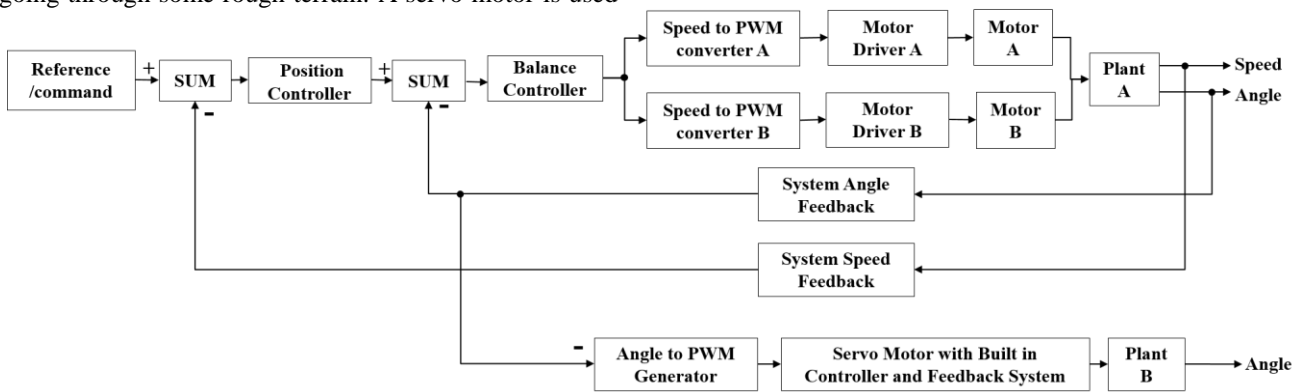 going through some rough terrain. A servo motor is used
Reference
/command
+
SUM
-
Position
Controller
+
SUM
-
Balance
Controller
Speed to PWM
converter A
Motor
Driver A
Motor
A
Speed to PWM
converter B
Motor
Driver B
Motor
B
Plant
A
Speed
Angle
System Angle
Feedback
System Speed
Feedback
-
Angle to PWM
Generator
Servo Motor with Built in
Controller and Feedback System
Plant
B
Angle